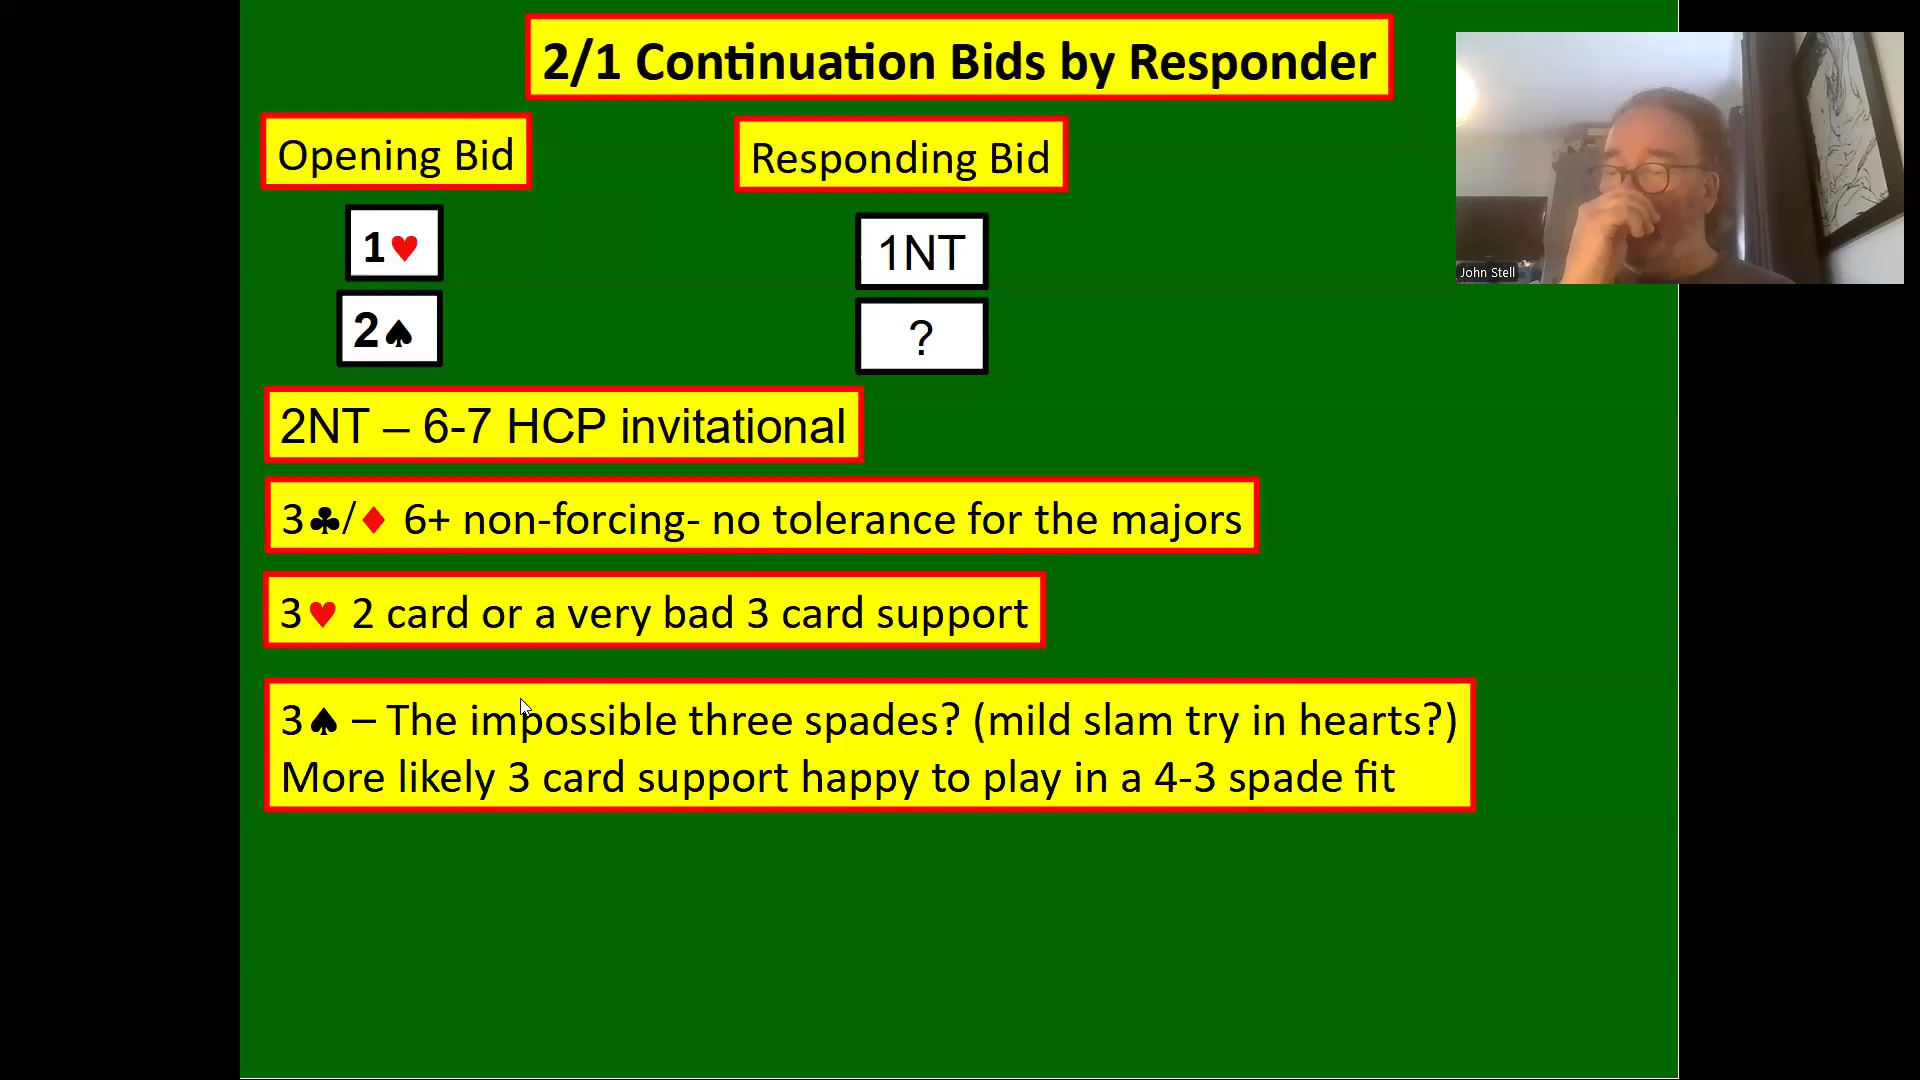 2/1 Continuation Bids by Responder
Opening Bid
Responding Bid
1♥
1NT
2♠
?
2NT – 6-7 HCP invitational
3♣/♦ 6+ non-forcing- no tolerance for the majors
3♥ 2 card or a very bad 3 card support
3♠ – The impossible three spades? (mild slam try in hearts?)
More likely 3 card support happy to play in a 4-3 spade fit
John Stell